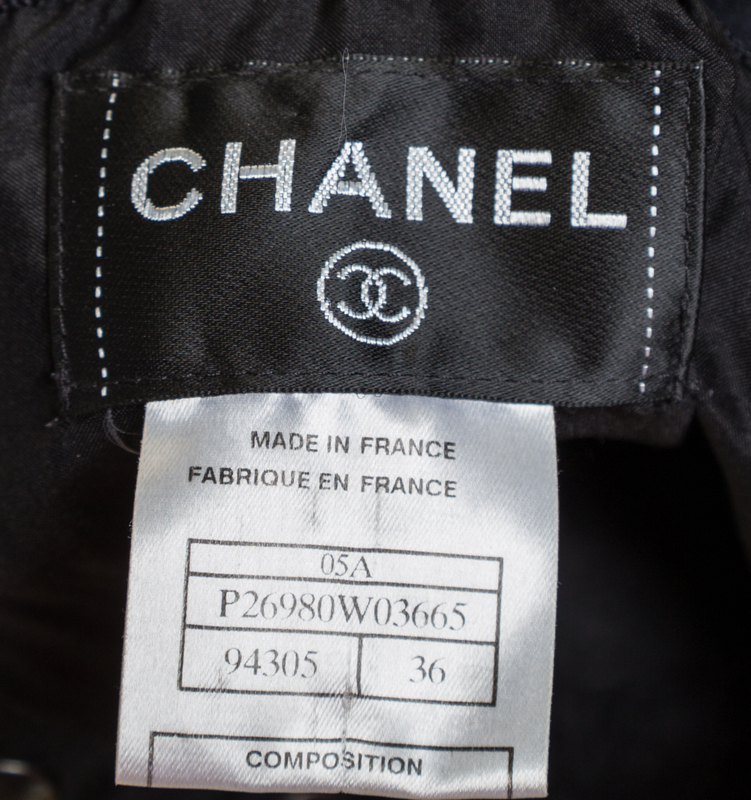 CHANEL
MADE IN FRANCE
FABRIQUE EN FRANCE
05A
P26980W03665
94305 36
COMPOSITION